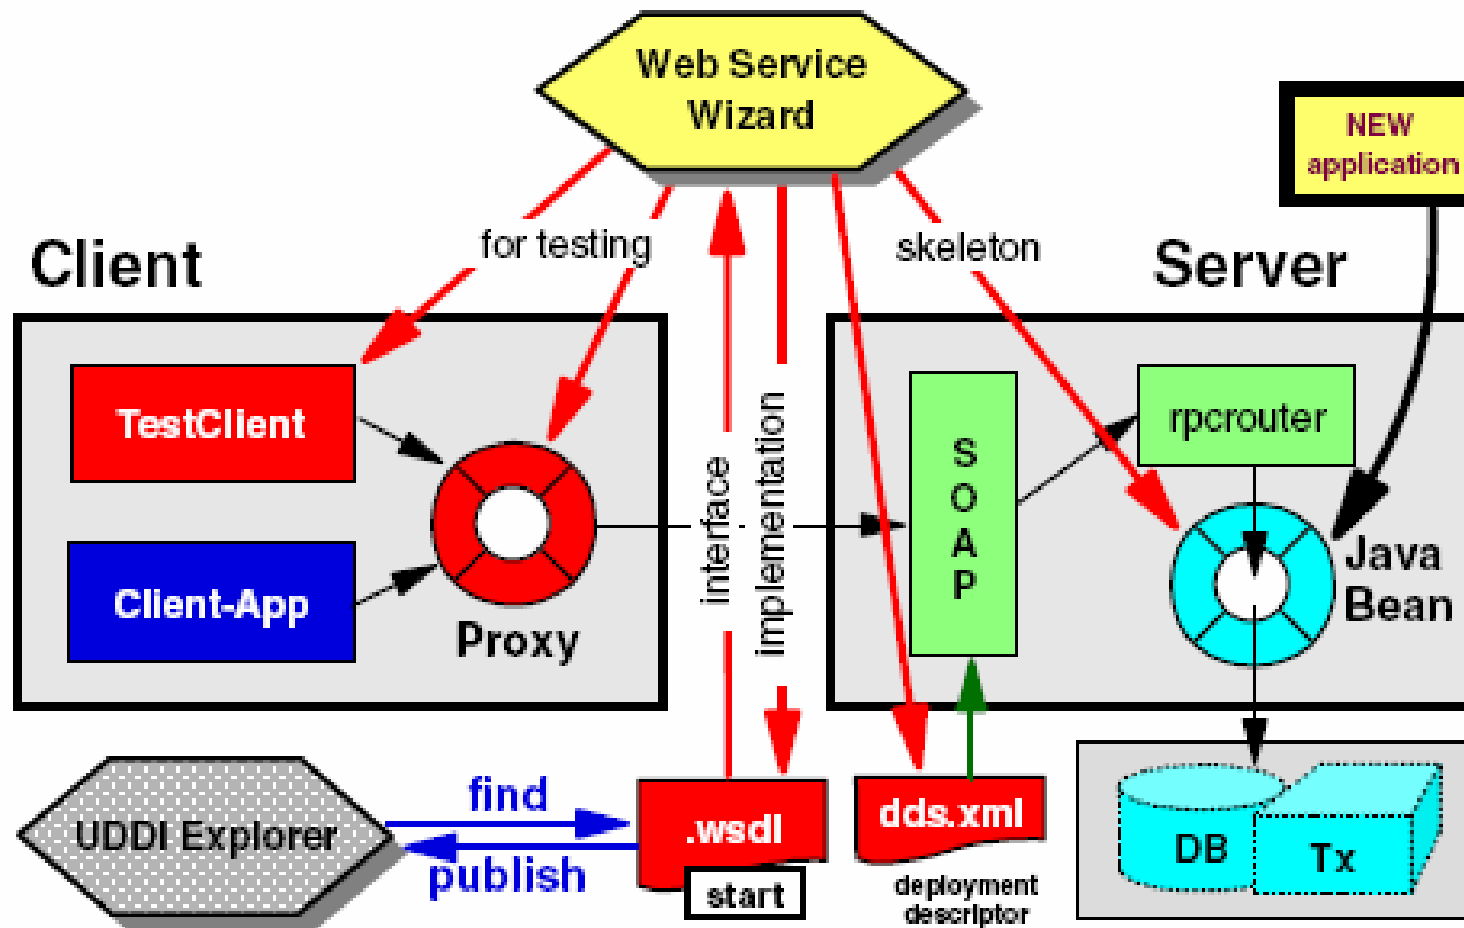 Web Service
Wizard
NEW
application
for testing
skeleton
Client
Server
TestClient
Client-App
Proxy
interface
implementation
S
O
A
P
rpcrouter
Java
Bean
UDDI Explorer
find
publish
.wsdl
start
dds.xml
deployment
descriptor
DB
Tx